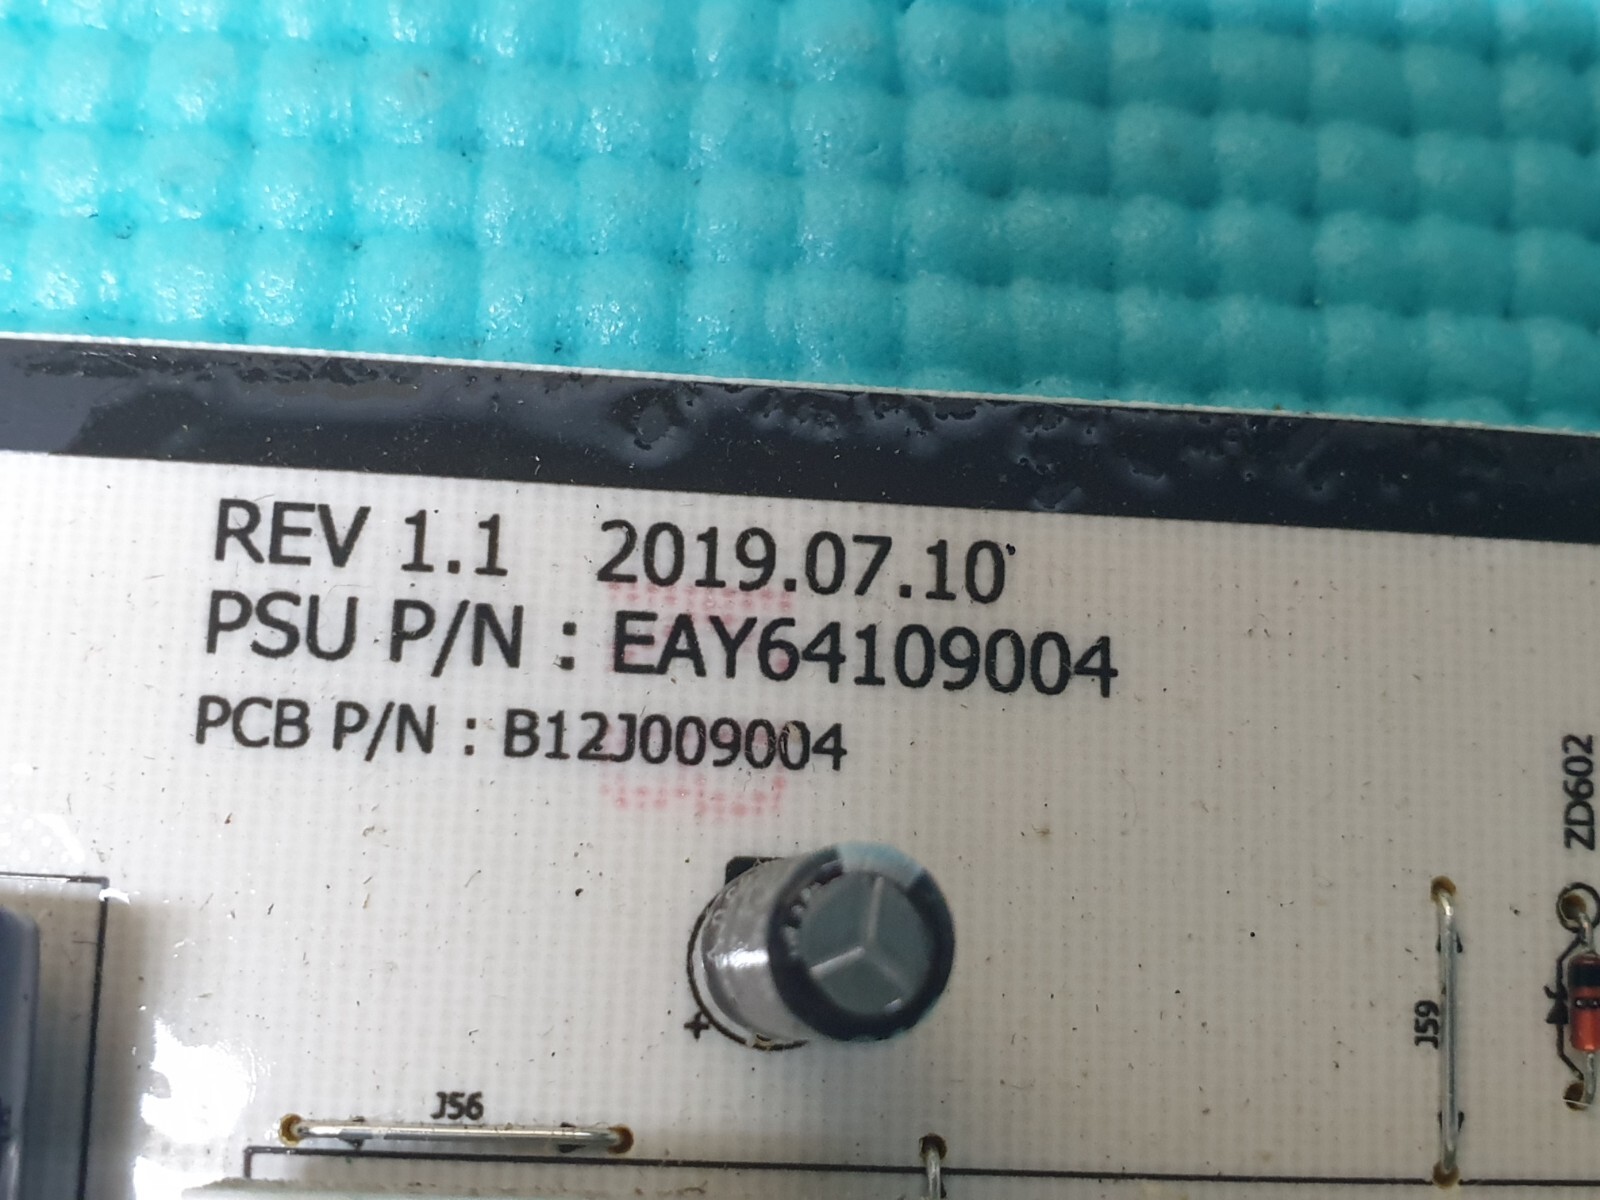 REV 1.1 2019.07.10
PSU P/N : EAY64109004
PCB P/N : B12J009004
ZD602
J59
J56
+